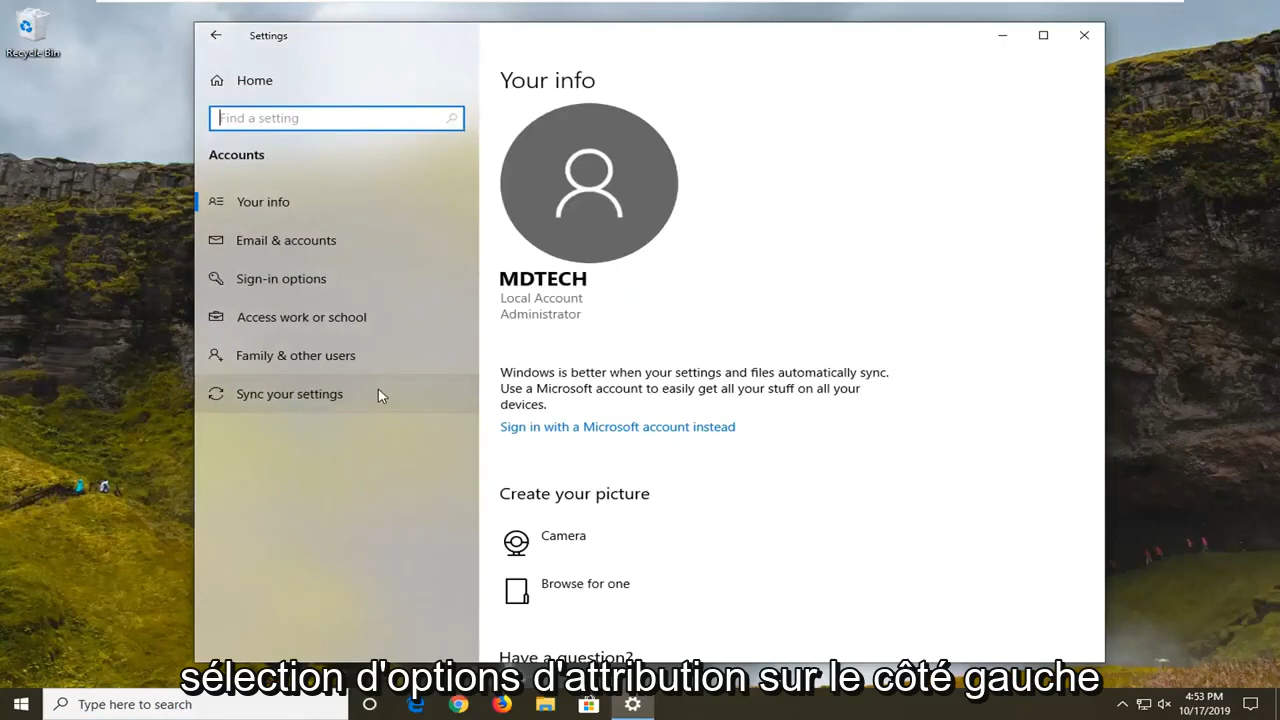 Recycle Bin
Settings
Home
Find a setting
Accounts
Your info
Email & accounts
Sign-in options
Access work or school
Family & other users
Sync your settings
Your info
MDTECH
Local Account
Administrator
Windows is better when your settings and files automatically sync.
Use a Microsoft account to easily get all your stuff on all your
devices.
Sign in with a Microsoft account instead
Create your picture
Camera
Browse for one
Have a question?
sélection d'options d'attribution sur le côté gauche
Type here to search
4:53 PM
10/17/2019